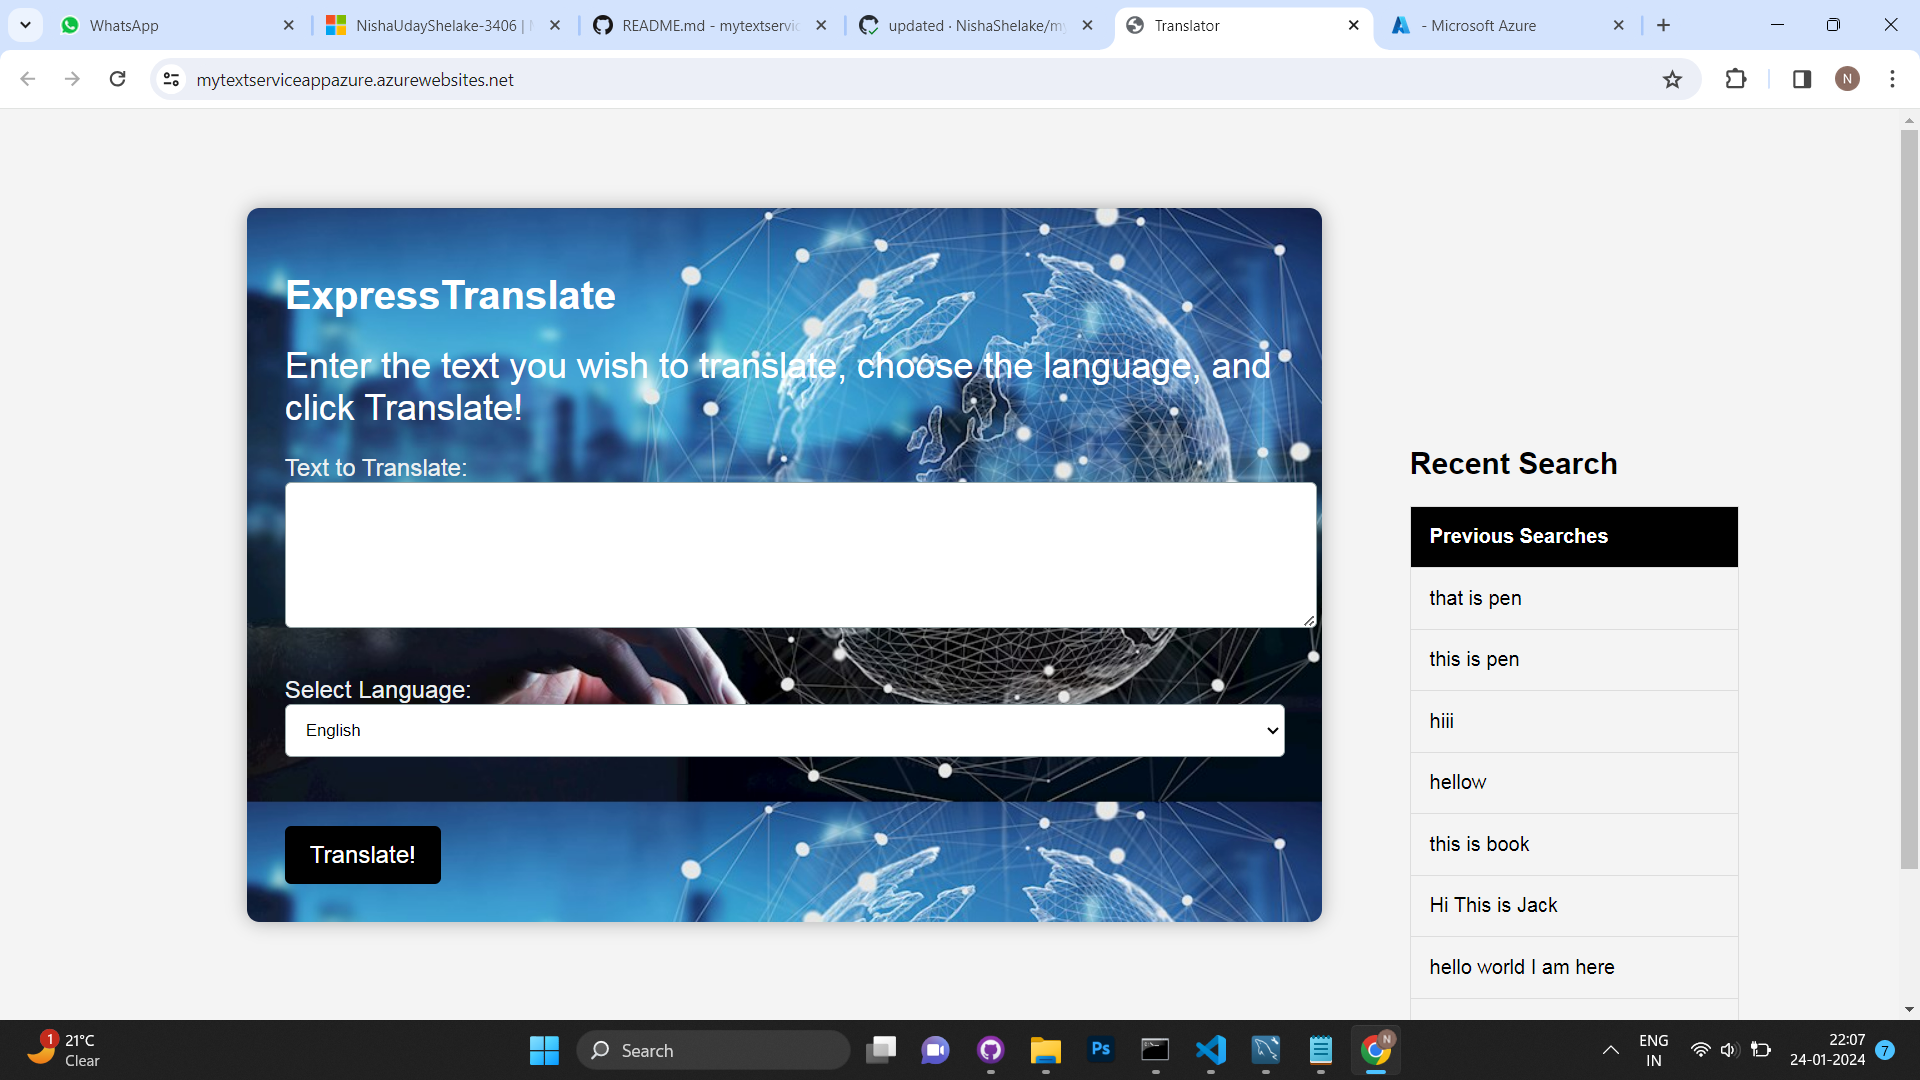 WhatsApp
NishaUdayShelake-3406 |
README.md - mytextservic
updated · NishaShelake/my
Translator
- Microsoft Azure
mytextserviceappazure.azurewebsites.net
N
ExpressTranslate
Enter the text you wish to translate, choose the language, and
click Translate!
Text to Translate:
Select Language:
English
Translate!
Recent Search
Previous Searches
that is pen
this is pen
hiii
hellow
this is book
Hi This is Jack
hello world I am here
1
21°C
Clear
Search
Ps
N
ENG
IN
22:07
24-01-2024
7